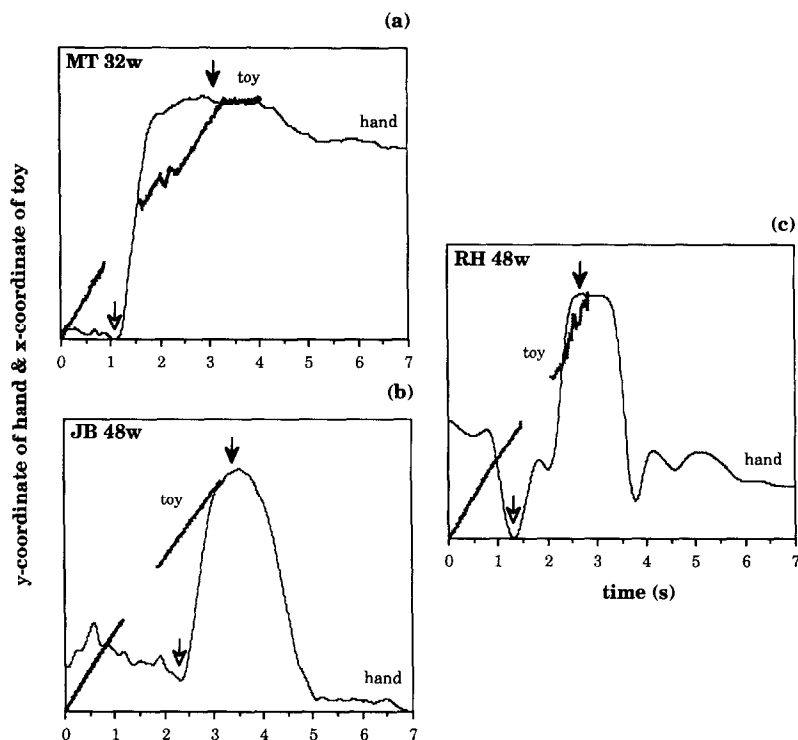 (a)
MT 32w
toy
hand
0 1 2 3 4 5 6 7
(b)
JB 48w
toy
hand
0 1 2 3 4 5 6 7
(c)
RH 48w
toy
hand
0 1 2 3 4 5 6 7
time (s)
y-coordinate of hand & x-coordinate of toy